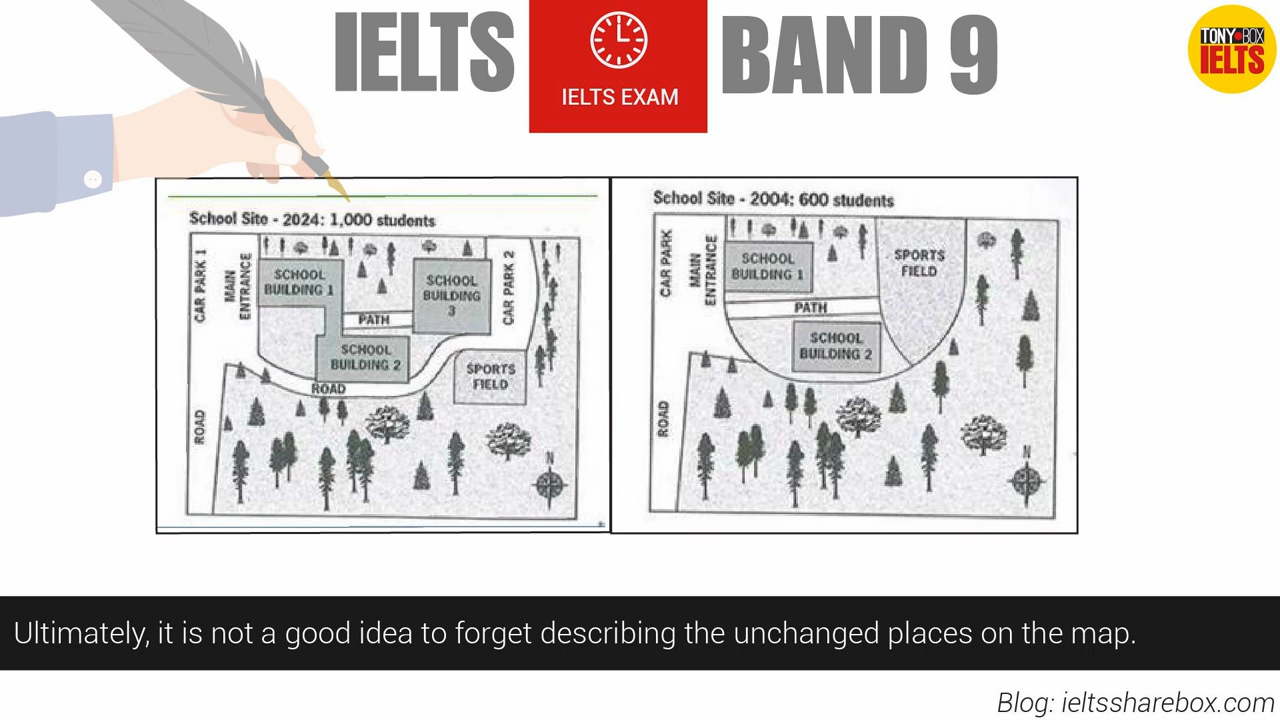 IELTS
IELTS EXAM
BAND 9
TONY BOX
IELTS
School Site - 2024: 1,000 students
CAR PARK 1
MAIN
ENTRANCE
SCHOOL
BUILDING 1
SCHOOL
BUILDING
3
CAR PARK 2
PATH
SCHOOL
BUILDING 2
SPORTS
FIELD
ROAD
ROAD
N
School Site - 2004: 600 students
CAR PARK
MAIN
ENTRANCE
SCHOOL
BUILDING 1
SPORTS
FIELD
PATH
SCHOOL
BUILDING 2
ROAD
N
Ultimately, it is not a good idea to forget describing the unchanged places on the map.
Blog: ieltssharebox.com